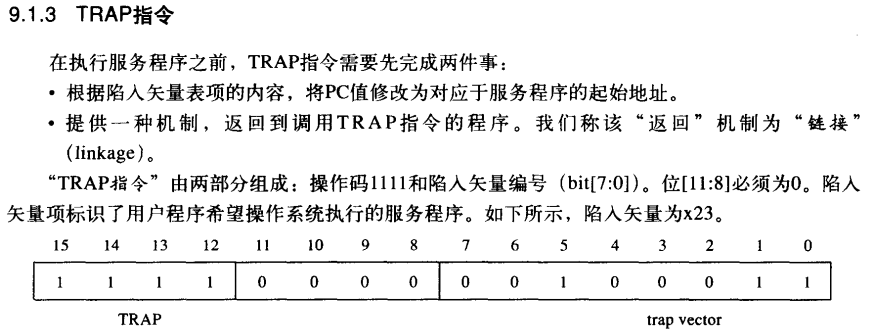 9.1.3 TRAP指令
在执行服务程序之前，TRAP指令需要先完成两件事：
• 根据陷入矢量表项的内容，将PC值修改为对应于服务程序的起始地址。
• 提供一种机制，返回到调用TRAP指令的程序。我们称该“返回”机制为“链接”
（linkage）。
“TRAP指令”由两部分组成：操作码1111和陷入矢量编号（bit[7:0]）。位[11:8]必须为0。陷入
矢量项标识了用户程序希望操作系统执行的服务程序。如下所示，陷入矢量为x23。
15 14 13 12 11 10 9 8 7 6 5 4 3 2 1 0
1 1 1 1 0 0 0 0 0 0 1 0 0 0 1 1
TRAP trap vector